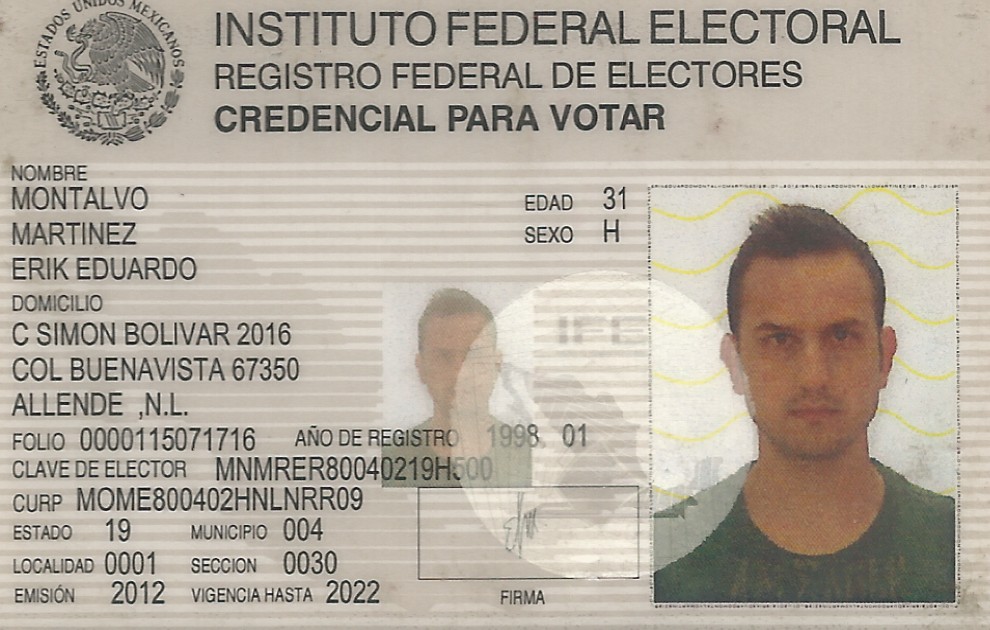 ESTADOS UNIDOS MEXICANOS
INSTITUTO FEDERAL ELECTORAL
REGISTRO FEDERAL DE ELECTORES
CREDENCIAL PARA VOTAR
NOMBRE
MONTALVO
MARTINEZ
ERIK EDUARDO
EDAD 31
SEXO H
DOMICILIO
C SIMON BOLIVAR 2016
COL BUENAVISTA 67350
ALLENDE ,N.L.
IFE
FOLIO 0000115071716 AÑO DE REGISTRO 1998 01
CLAVE DE ELECTOR MNMRER80040219H500
CURP MOME800402HNLNRR09
ESTADO 19 MUNICIPIO 004
LOCALIDAD 0001 SECCION 0030
EMISIÓN 2012 VIGENCIA HASTA 2022
FIRMA